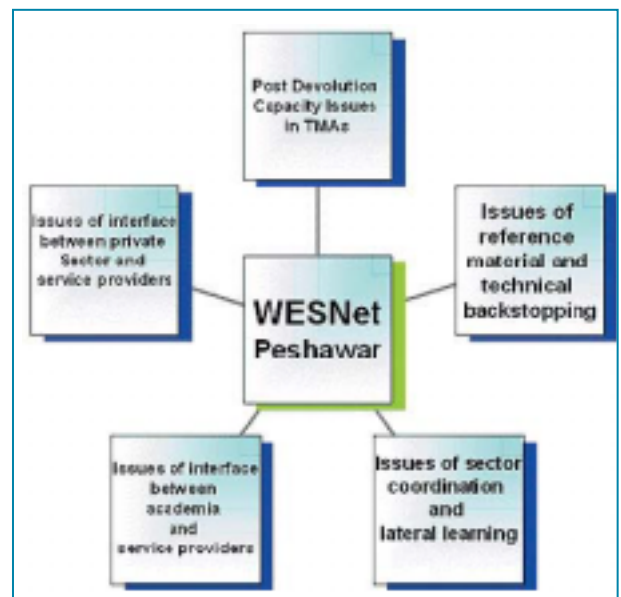 Post Devolution
Capacity Issues
in TMAs
Issues of interface
between private
Sector and
service providers
Issues of
reference
material and
technical
backstopping
WESNet
Peshawar
Issues of interface
between
academia
and
service providers
Issues of sector
coordination
and
lateral learning